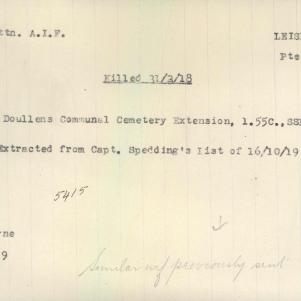 ttn. A.I.F.
LEIS
Pte
Killed 31/3/18
Doullens Communal Cemetery Extension, 1.55C.,SSE
Extracted from Capt. Spedding's List of 16/10/19
5415
ne
9
Similar inf previously sent